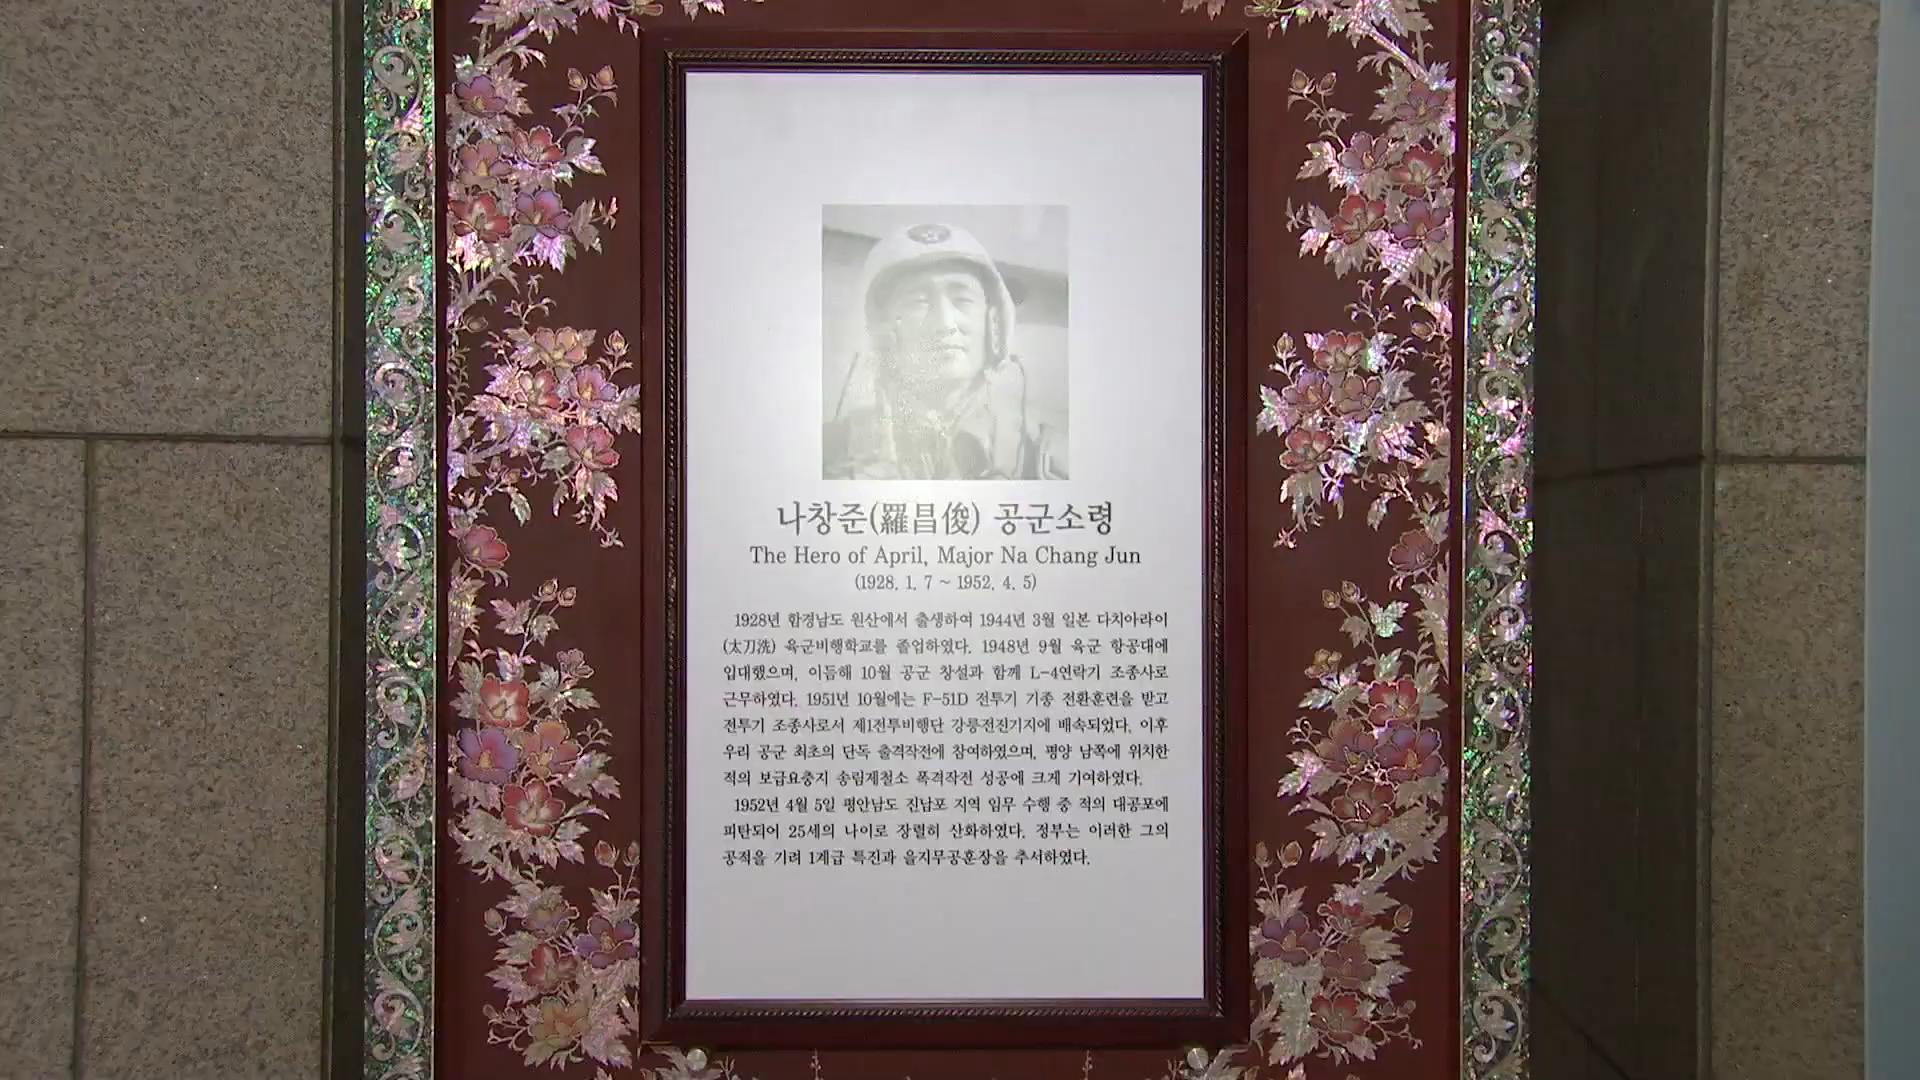 나창준(羅昌俊) 공군소령
The Hero of April, Major Na Chang Jun
(1928. 1. 7 ~ 1952. 4. 5)
1928년 함경남도 원산에서 출생하여 1944년 3월 일본 다치아라이
(太刀洗) 육군비행학교를 졸업하였다. 1948년 9월 육군 항공대에
입대했으며, 이듬해 10월 공군 창설과 함께 L-4연락기 조종사로
근무하였다. 1951년 10월에는 F-51D 전투기 기종 전환훈련을 받고
전투기 조종사로서 제1전투비행단 강릉전진기지에 배속되었다. 이후
우리 공군 최초의 단독 출격작전에 참여하였으며, 평양 남쪽에 위치한
적의 보급요충지 송림제철소 폭격작전 성공에 크게 기여하였다.
1952년 4월 5일 평안남도 진남포 지역 임무 수행 중 적의 대공포에
피탄되어 25세의 나이로 장렬히 산화하였다. 정부는 이러한 그의
공적을 기려 1계급 특진과 을지무공훈장을 추서하였다.